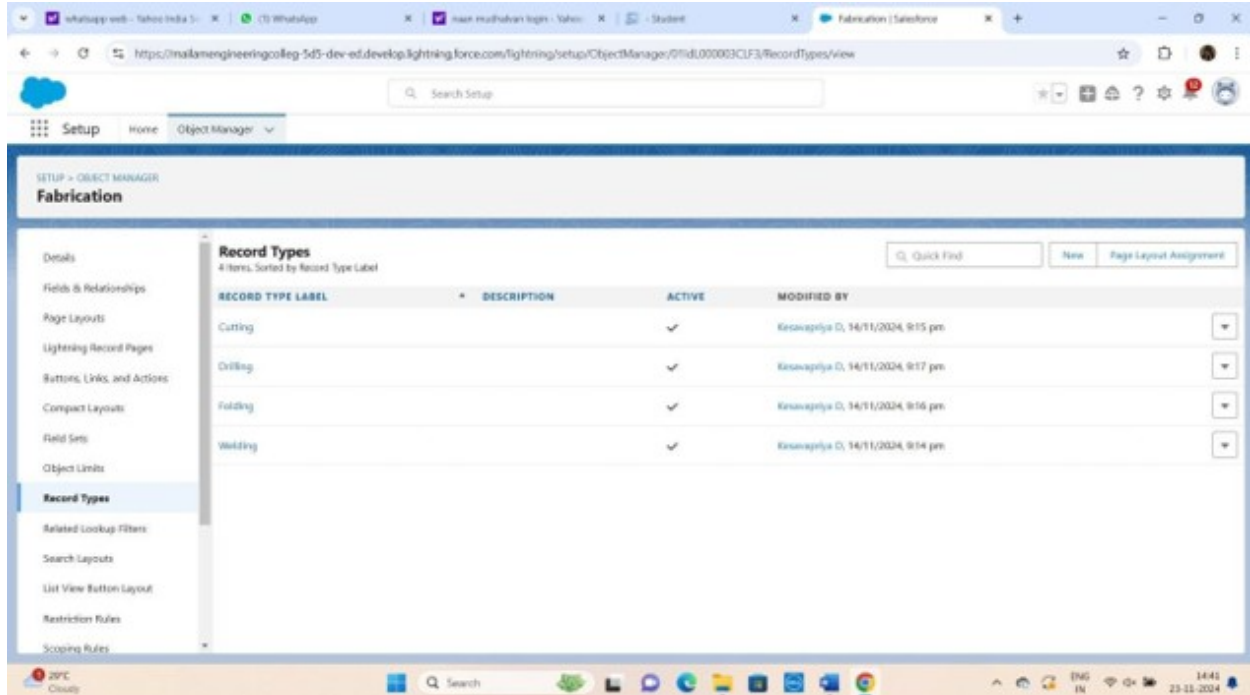 whatsapp web - Yahoo India S
(1) WhatsApp
naan mudhalvan login - Yahoo
- Student
Fabrication | Salesforce
https://mailamengineeringcolleg-5d5-dev-ed.develop.lightning.force.com/lightning/setup/ObjectManager/01IdL000003CLF3/RecordTypes/view
Search Setup
Setup Home Object Manager
SETUP > OBJECT MANAGER
Fabrication
Details
Fields & Relationships
Page Layouts
Lightning Record Pages
Buttons, Links, and Actions
Compact Layouts
Field Sets
Object Limits
Record Types
Related Lookup Filters
Search Layouts
List View Button Layout
Restriction Rules
Scoping Rules
Record Types
4 Items, Sorted by Record Type Label
Quick Find
New
Page Layout Assignment
RECORD TYPE LABEL DESCRIPTION ACTIVE MODIFIED BY
Cutting Kesavapriya D, 14/11/2024, 9:15 pm
Drilling Kesavapriya D, 14/11/2024, 9:17 pm
Folding Kesavapriya D, 14/11/2024, 9:16 pm
Welding Kesavapriya D, 14/11/2024, 9:14 pm
Cloudy
Search
ENG
IN
14:41
23-11-2024